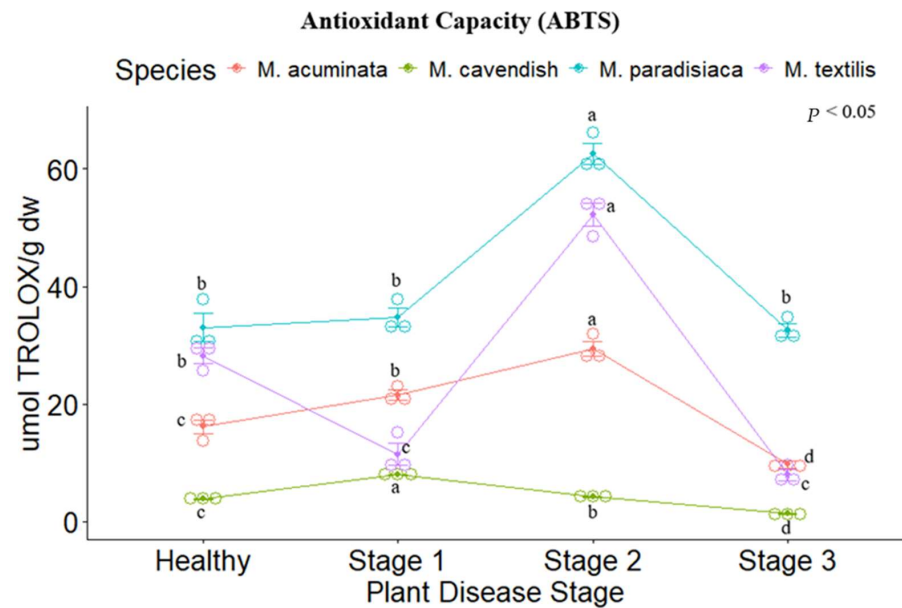 Antioxidant Capacity (ABTS)
Species M. acuminata M. cavendish M. paradisiaca M. textilis
P < 0.05
umol TROLOX/g dw
60
40
20
0
b
b
a
b
b
c
a
b
c
a
d
c
c
a
b
d
Healthy Stage 1 Stage 2 Stage 3
Plant Disease Stage